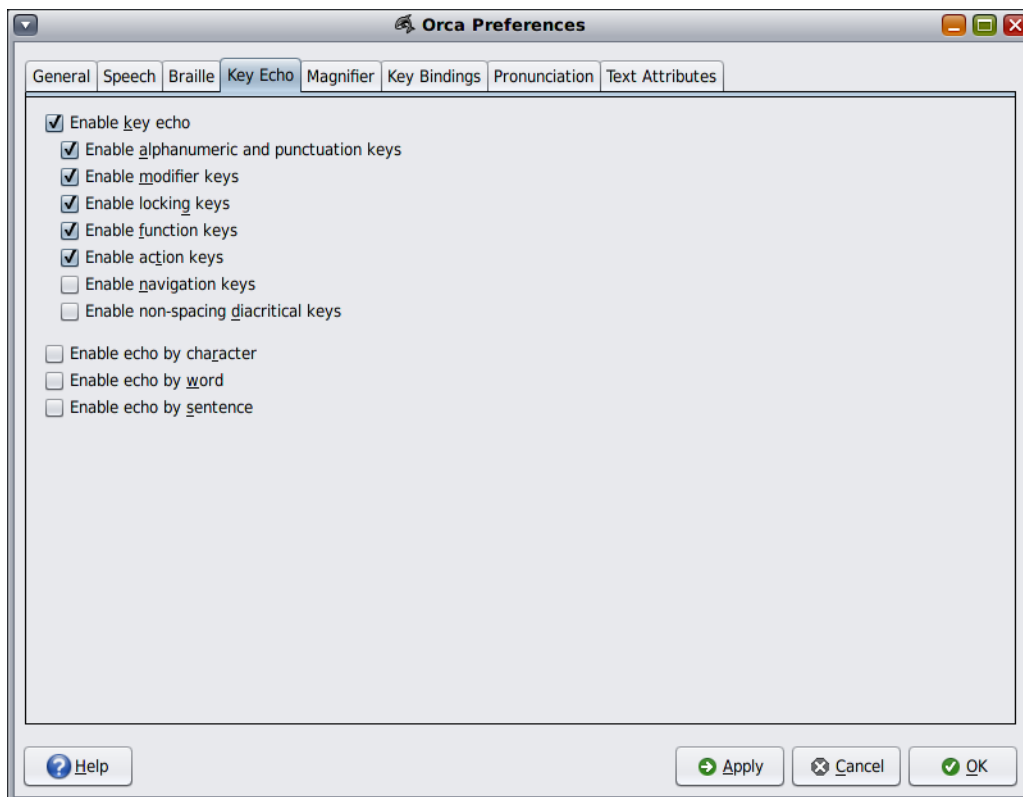 Orca Preferences
General Speech Braille Key Echo Magnifier Key Bindings Pronunciation Text Attributes
Enable key echo
Enable alphanumeric and punctuation keys
Enable modifier keys
Enable locking keys
Enable function keys
Enable action keys
Enable navigation keys
Enable non-spacing diacritical keys
Enable echo by character
Enable echo by word
Enable echo by sentence
Help Apply Cancel OK